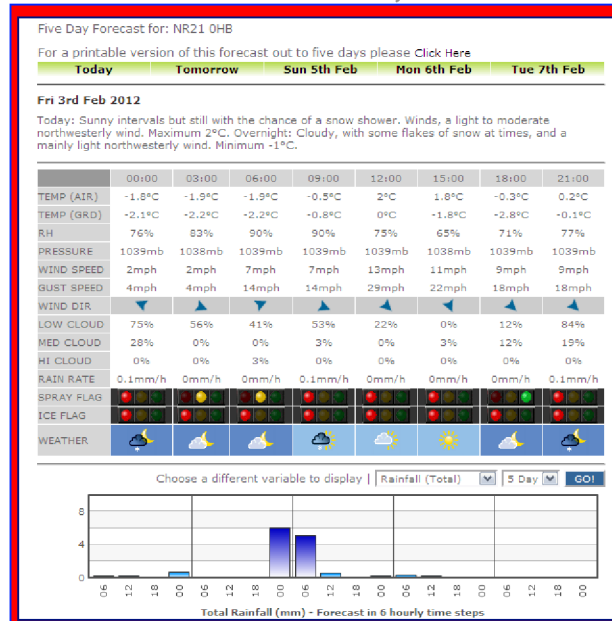 Five Day Forecast for: NR21 0HB
For a printable version of this forecast out to five days please Click Here
Today Tomorrow Sun 5th Feb Mon 6th Feb Tue 7th Feb
Fri 3rd Feb 2012
Today: Sunny intervals but still with the chance of a snow shower. Winds, a light to moderate
northwesterly wind. Maximum 2°C. Overnight: Cloudy, with some flakes of snow at times, and a
mainly light northwesterly wind. Minimum -1°C.
00:00 03:00 06:00 09:00 12:00 15:00 18:00 21:00
TEMP (AIR) -1.8°C -1.9°C -1.9°C -0.5°C 2°C 1.8°C -0.3°C 0.2°C
TEMP (GRD) -2.1°C -2.2°C -2.2°C -0.8°C 0°C -1.8°C -2.8°C -0.1°C
RH 76% 83% 90% 90% 75% 65% 71% 77%
PRESSURE 1039mb 1038mb 1039mb 1039mb 1039mb 1038mb 1039mb 1039mb
WIND SPEED 2mph 2mph 7mph 7mph 13mph 11mph 9mph 9mph
GUST SPEED 4mph 4mph 14mph 14mph 29mph 22mph 18mph 18mph
WIND DIR
LOW CLOUD 75% 56% 41% 53% 22% 0% 12% 84%
MED CLOUD 28% 0% 0% 3% 0% 3% 12% 19%
HI CLOUD 0% 0% 3% 0% 0% 0% 0% 0%
RAIN RATE 0.1mm/h 0mm/h 0mm/h 0.1mm/h 0mm/h 0mm/h 0mm/h 0.1mm/h
SPRAY FLAG
ICE FLAG
WEATHER
Choose a different variable to display | Rainfall (Total) 5 Day GO!
8
4
0
06 12 18 00 06 12 18 00 06 12 18 00 06 12 18 00 06 12 18 00
Total Rainfall (mm) - Forecast in 6 hourly time steps